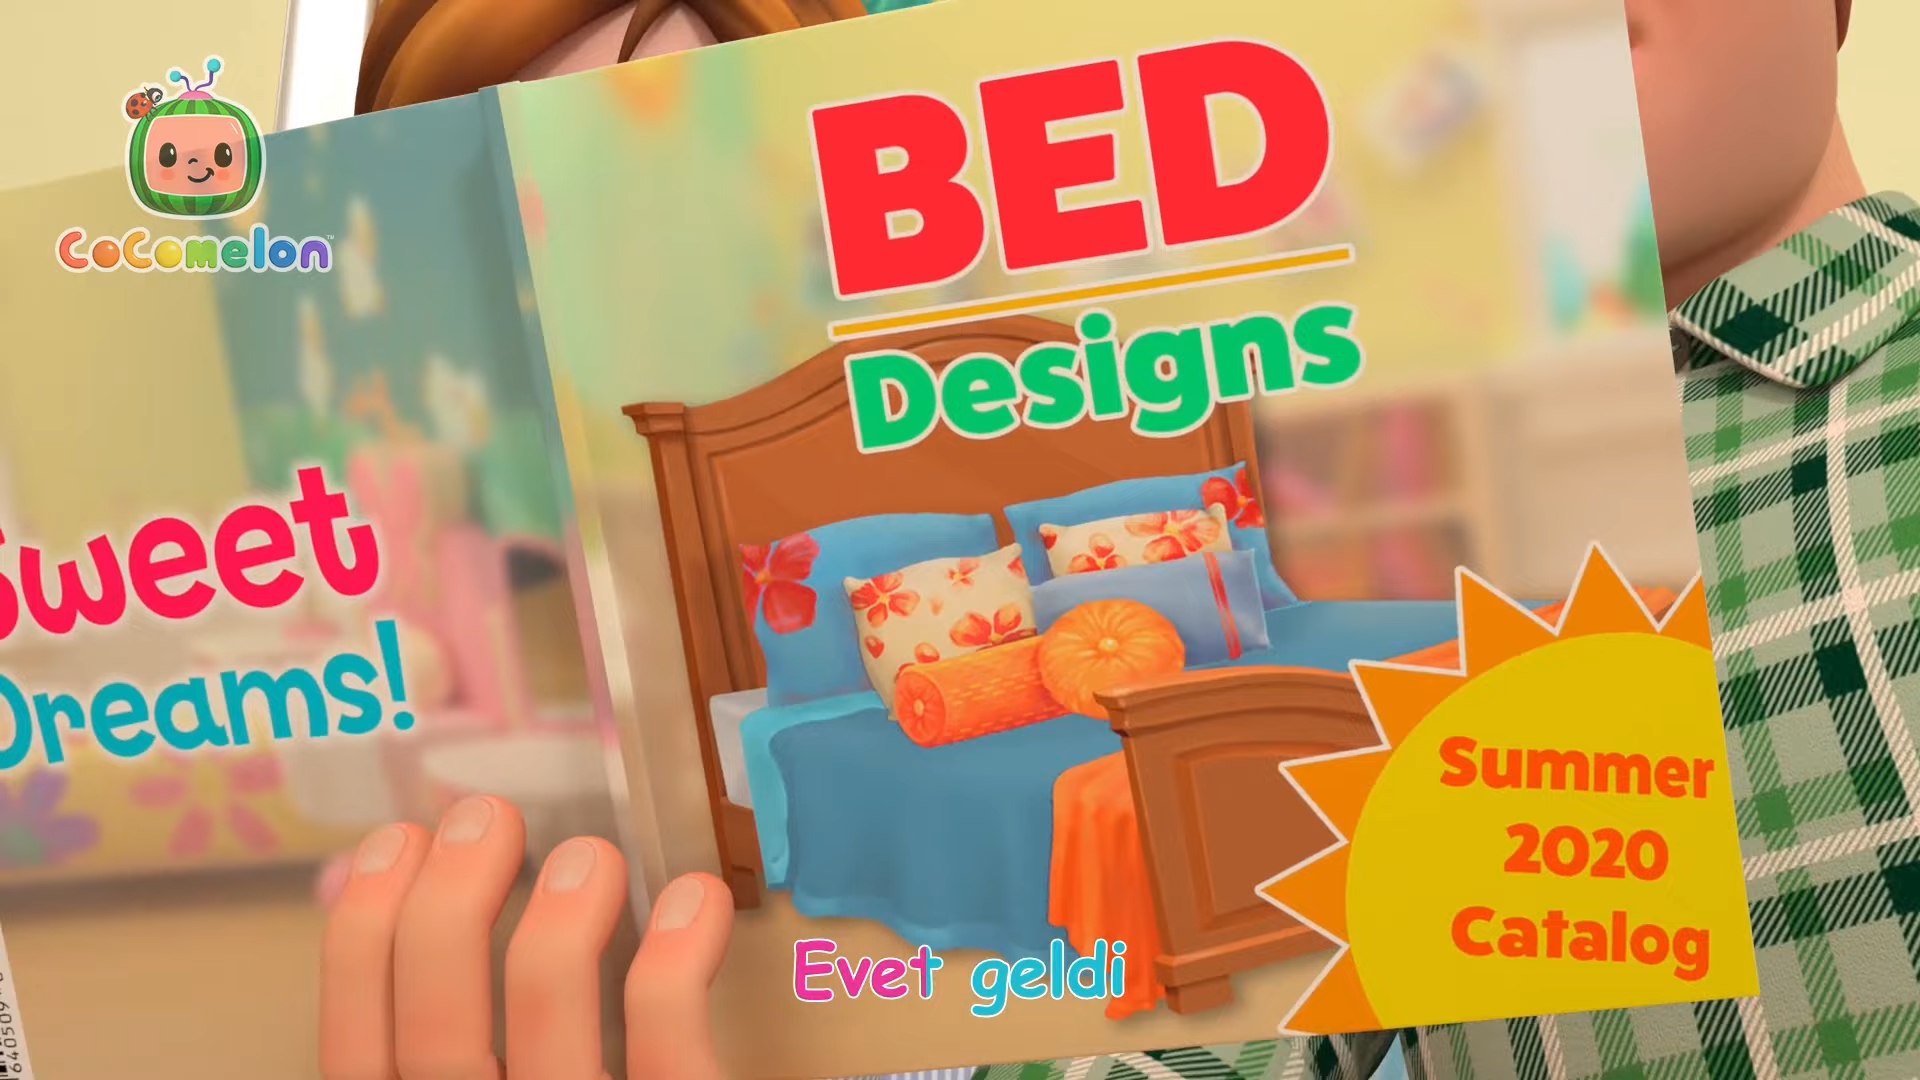 CoComelon
BED
Designs
Sweet
Dreams!
Summer
2020
Catalog
Evet geldi